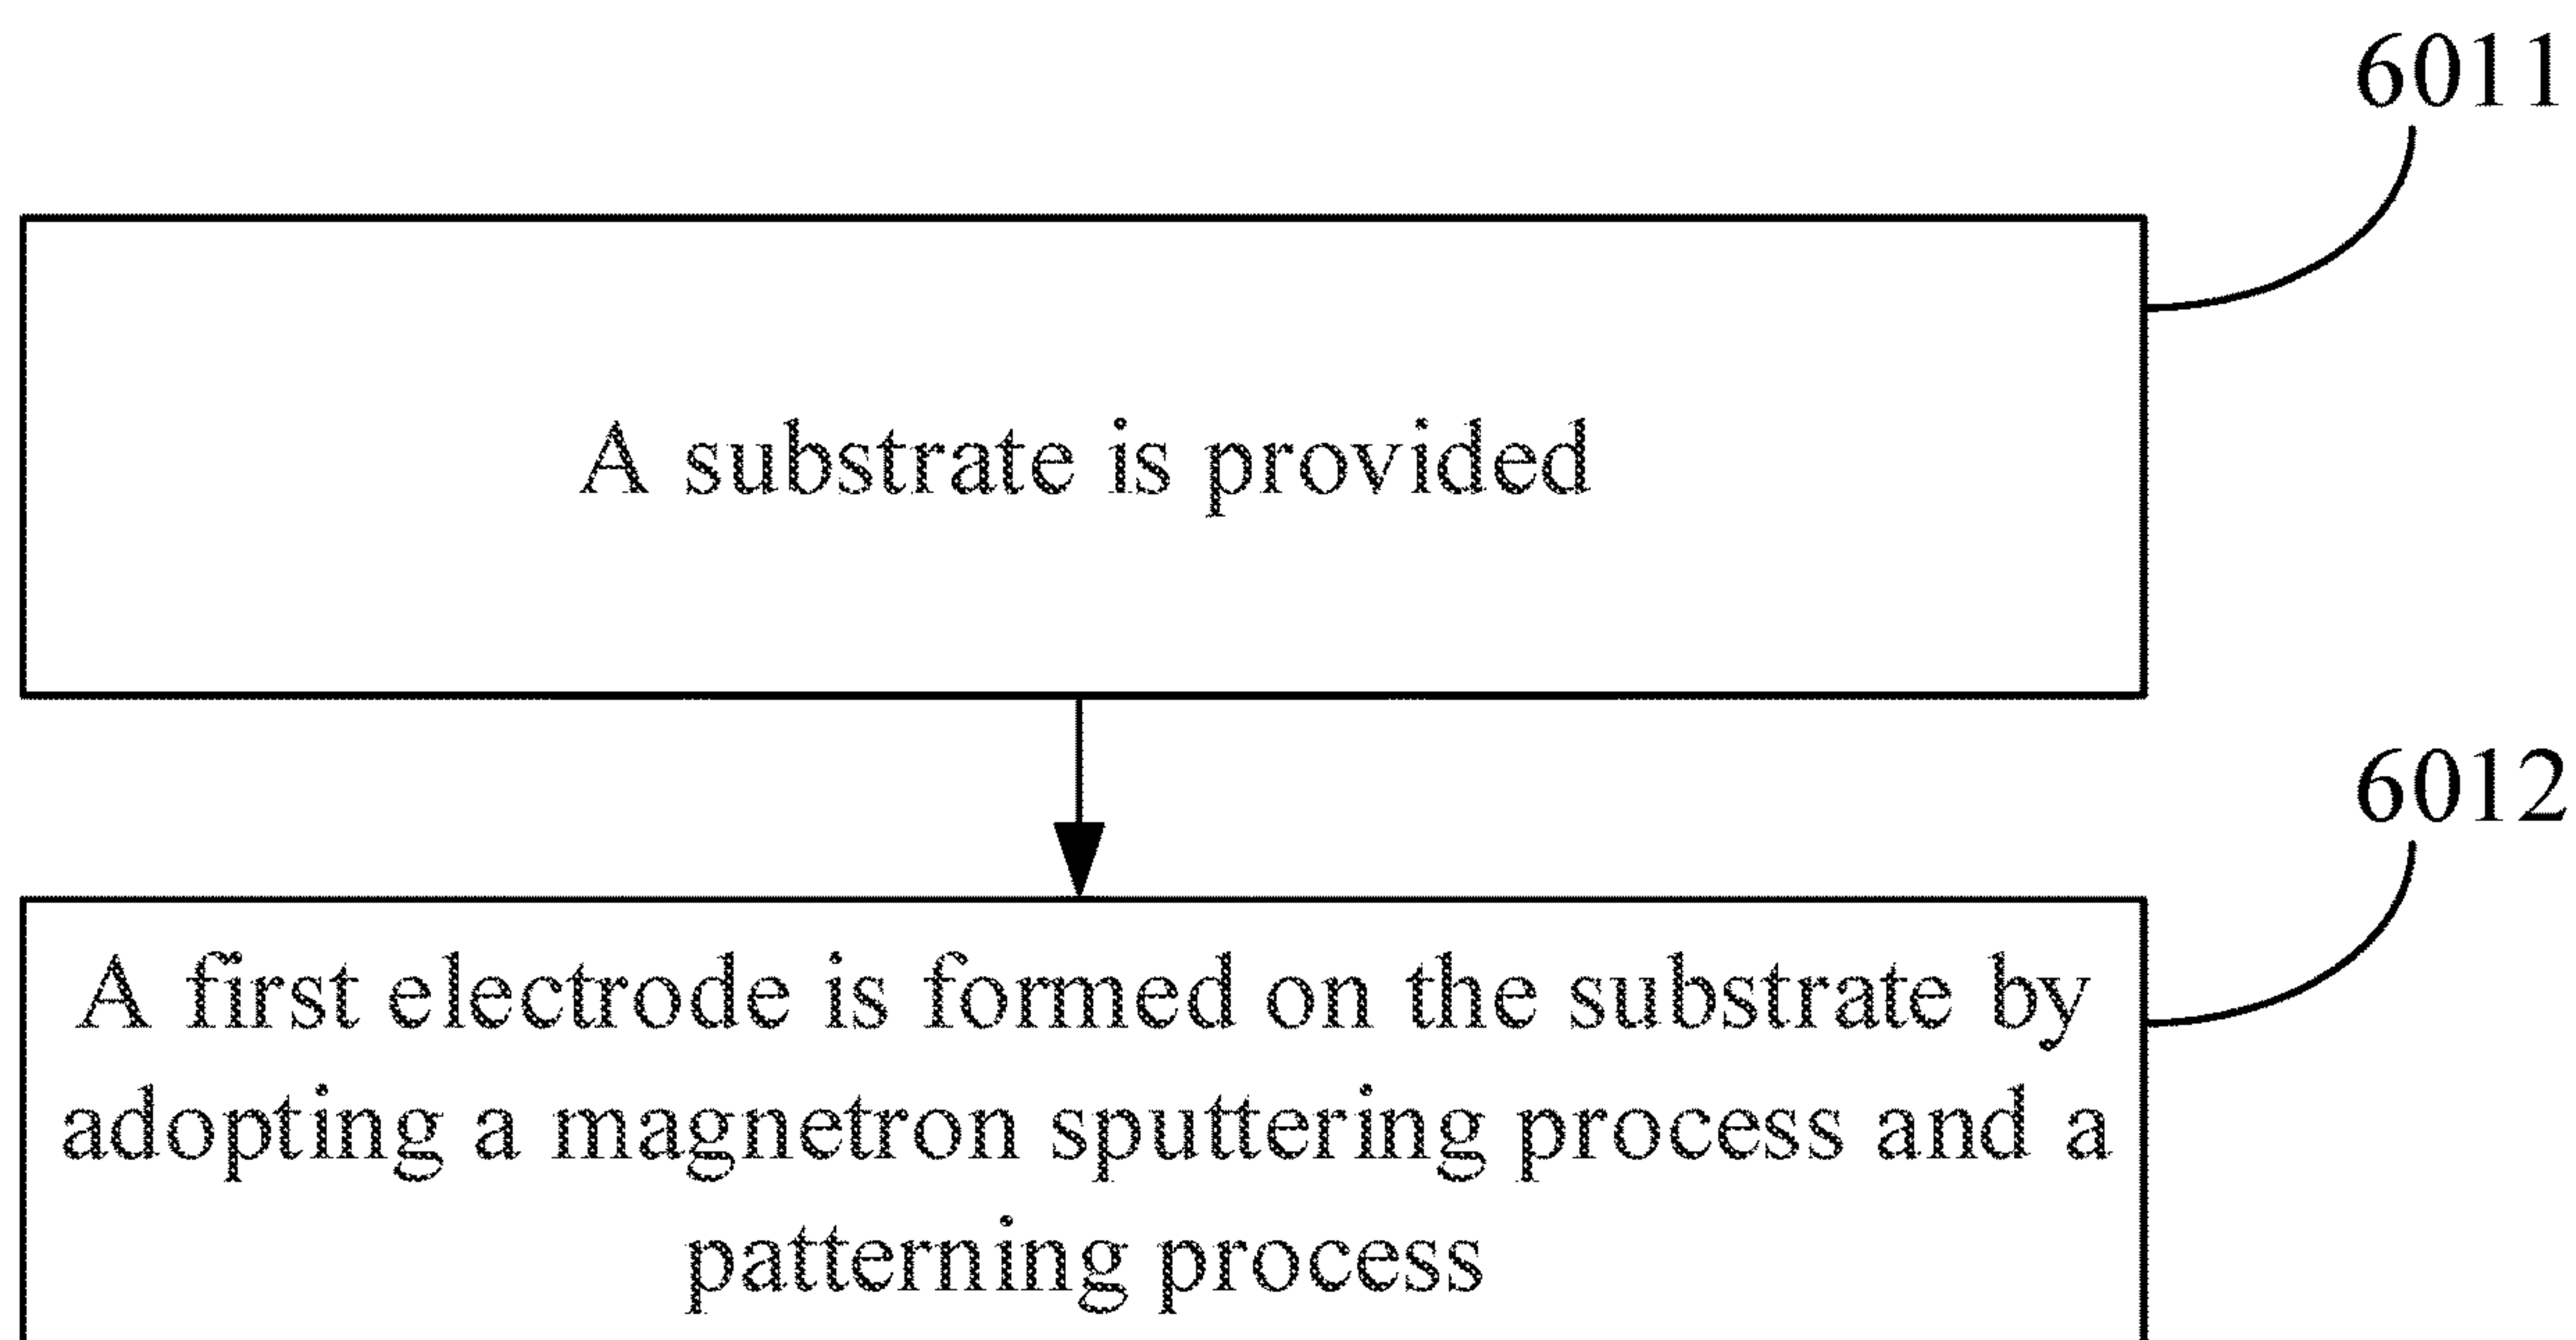 6011
A substrate is provided
6012
A first electrode is formed on the substrate by
adopting a magnetron sputtering process and a
patterning process